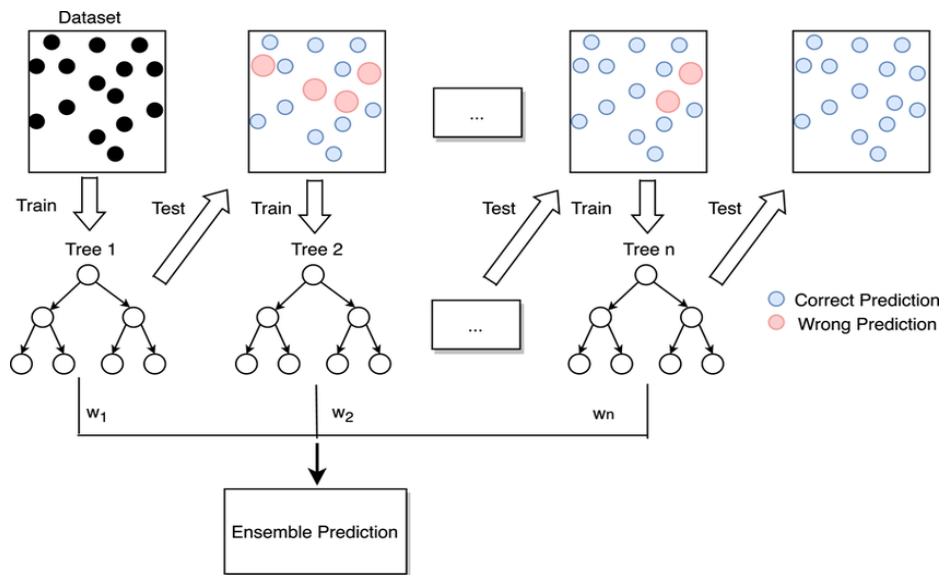 Dataset
...
Train
Test
Train
Test
Train
Test
Tree 1
Tree 2
Tree n
...
Correct Prediction
Wrong Prediction
w1
w2
wn
Ensemble Prediction